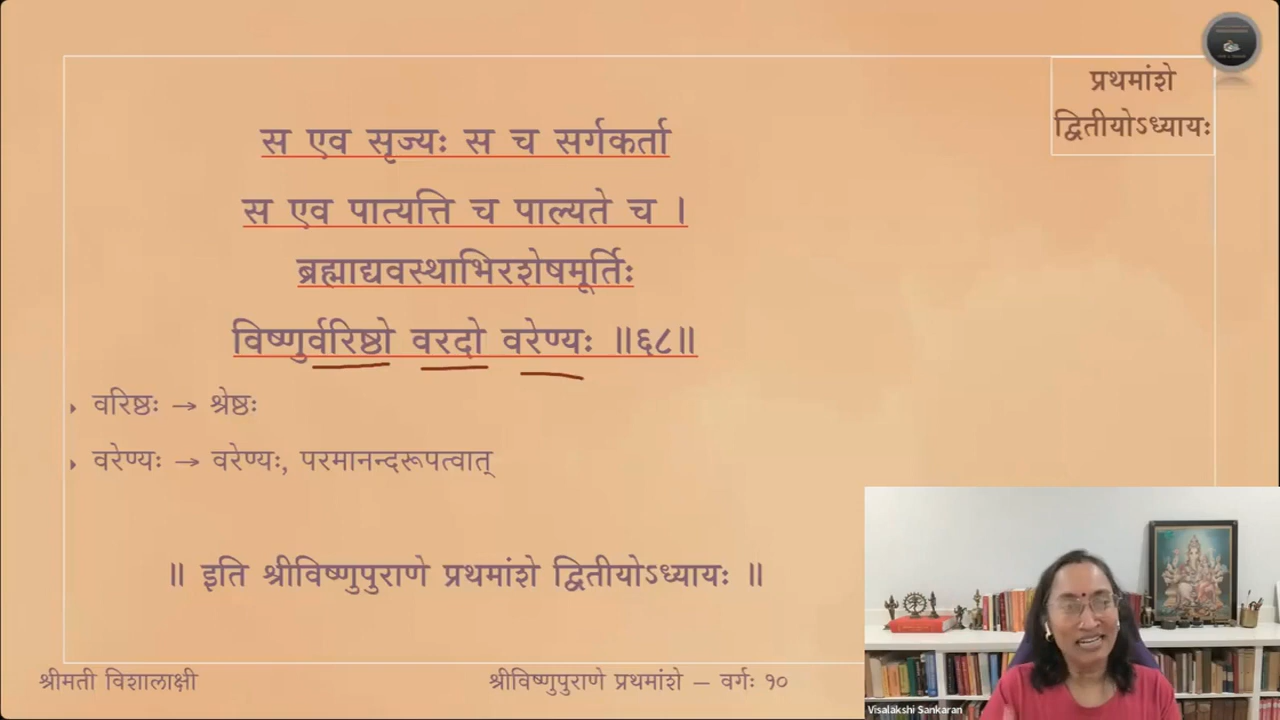 प्रथमांशे
द्वितीयोऽध्यायः
स एव सृज्यः स च सर्गकर्ता
स एव पात्यत्ति च पाल्यते च ।
ब्रह्माद्यवस्थाभिरशेषमूर्तिः
विष्णुर्वरिष्ठो वरदो वरेण्यः ॥६८॥
वरिष्ठः → श्रेष्ठः
वरेण्यः → वरेण्यः, परमानन्दरूपत्वात्
॥ इति श्रीविष्णुपुराणे प्रथमांशे द्वितीयोऽध्यायः ॥
श्रीमती विशालाक्षी
श्रीविष्णुपुराणे प्रथमांशे – वर्गः १०
Visalakshi Sankaran